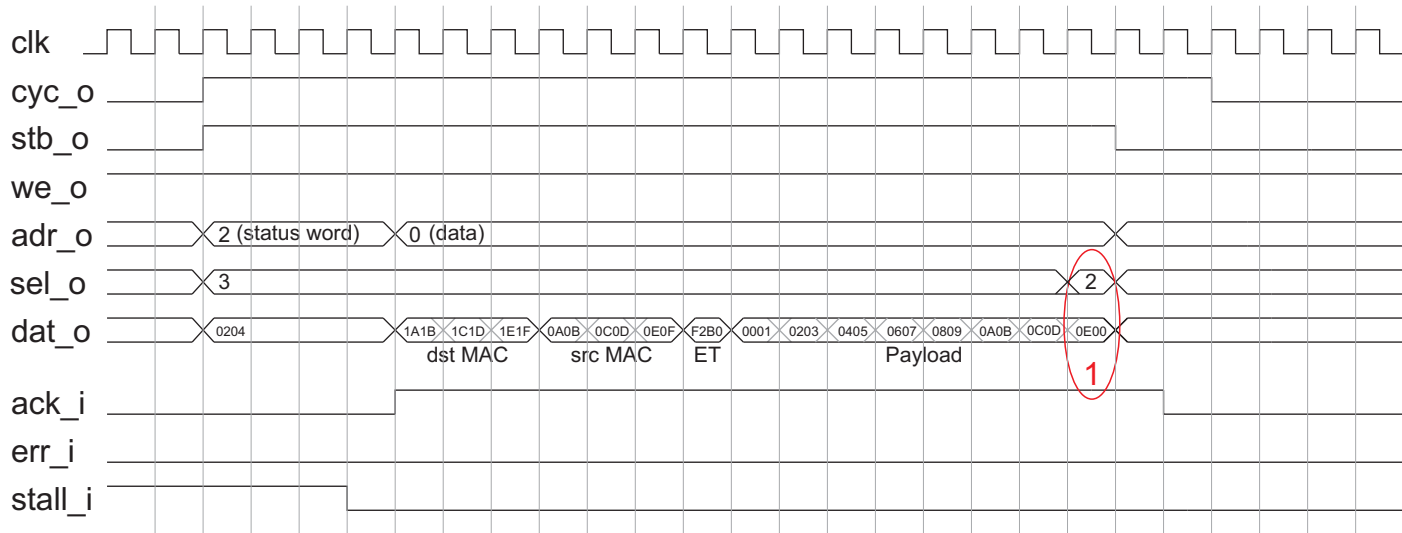 clk
cyc_o
stb_o
we_o
adr_o 2 (status word) 0 (data)
sel_o 3 2
dat_o 0204 1A1B 1C1D 1E1F 0A0B 0C0D 0E0F F2B0 0001 0203 0405 0607 0809 0A0B 0C0D 0E00
dst MAC src MAC ET Payload 1
ack_i
err_i
stall_i